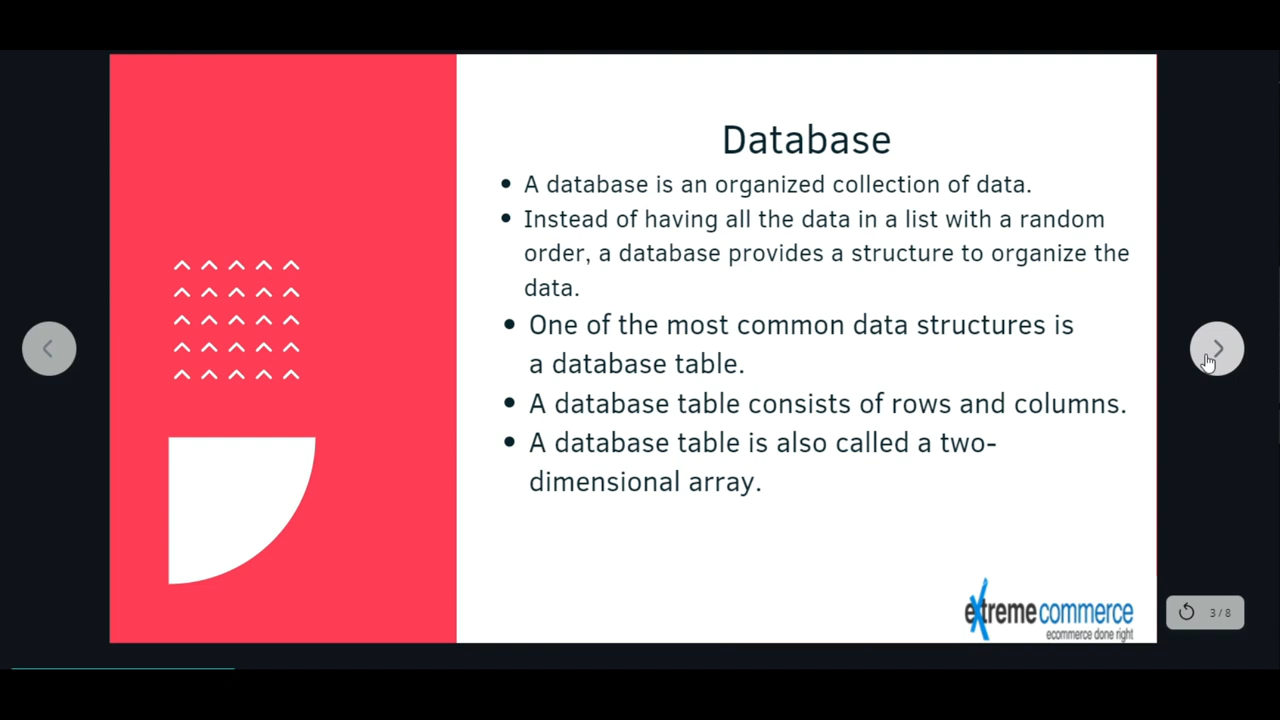 Database
• A database is an organized collection of data.
• Instead of having all the data in a list with a random
order, a database provides a structure to organize the
data.
• One of the most common data structures is
a database table.
• A database table consists of rows and columns.
• A database table is also called a two-
dimensional array.
extreme commerce
ecommerce done right
3 / 8